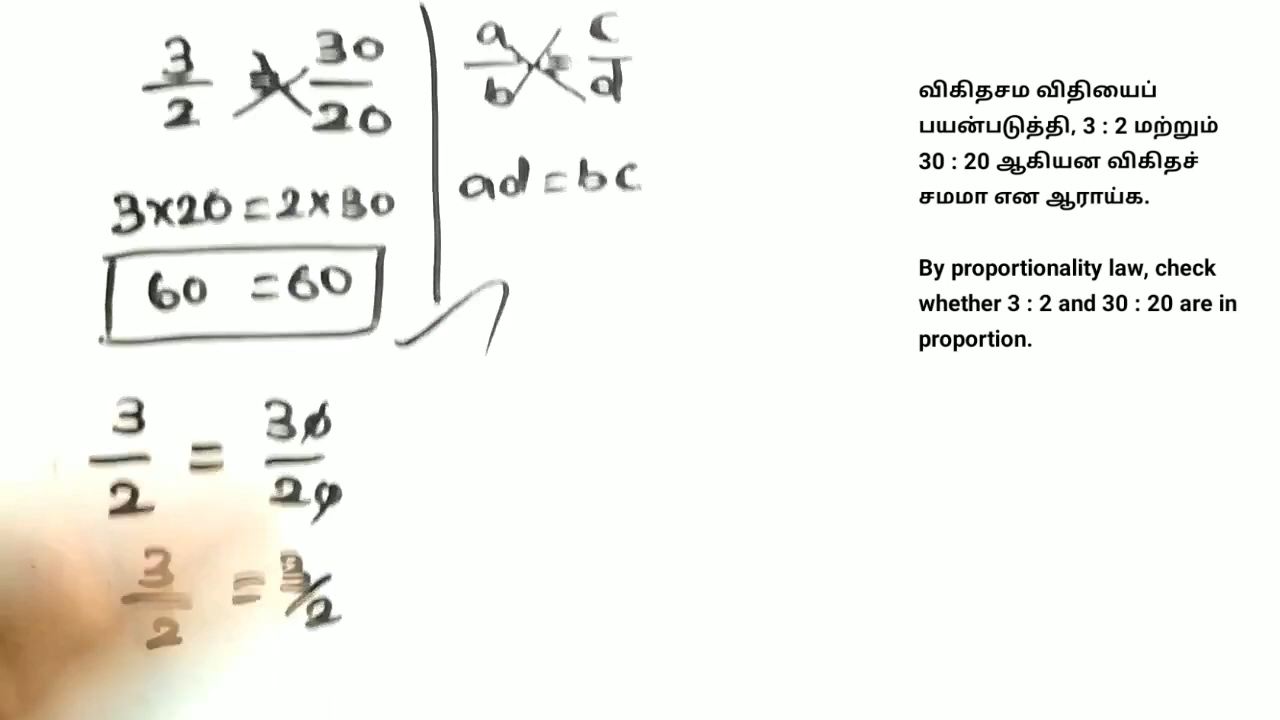 3/2 = 30/20
3×20 = 2×30
60 = 60
a/b = c/d
ad = bc
3/2 = 30/20
3/2 = 3/2
விகிதசம விதியைப்
பயன்படுத்தி, 3 : 2 மற்றும்
30 : 20 ஆகியன விகிதச்
சமமா என ஆராய்க.
By proportionality law, check
whether 3 : 2 and 30 : 20 are in
proportion.